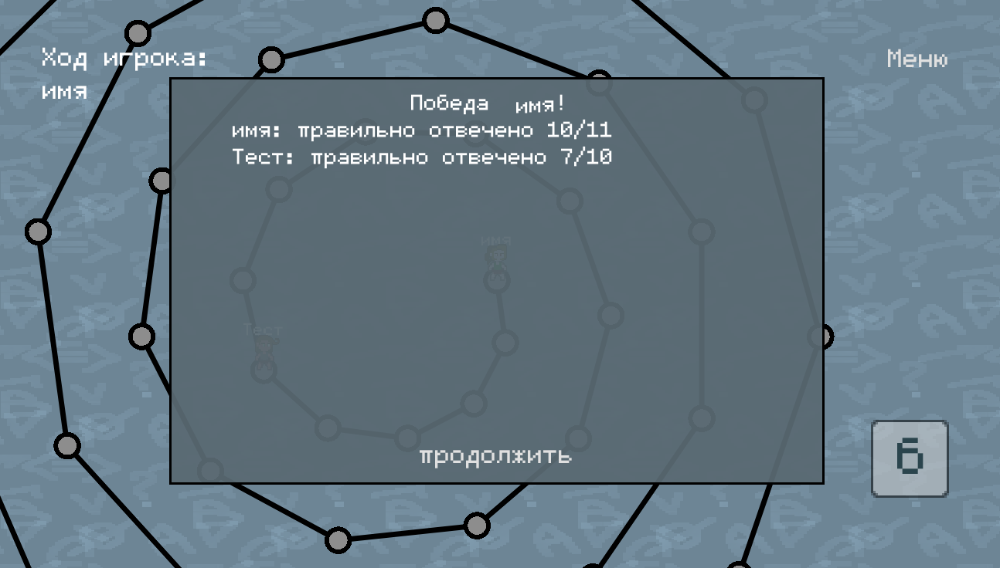 Ход игрока:
имя
Меню
Победа имя!
имя: правильно отвечено 10/11
Тест: правильно отвечено 7/10
имя
Тест
продолжить
6